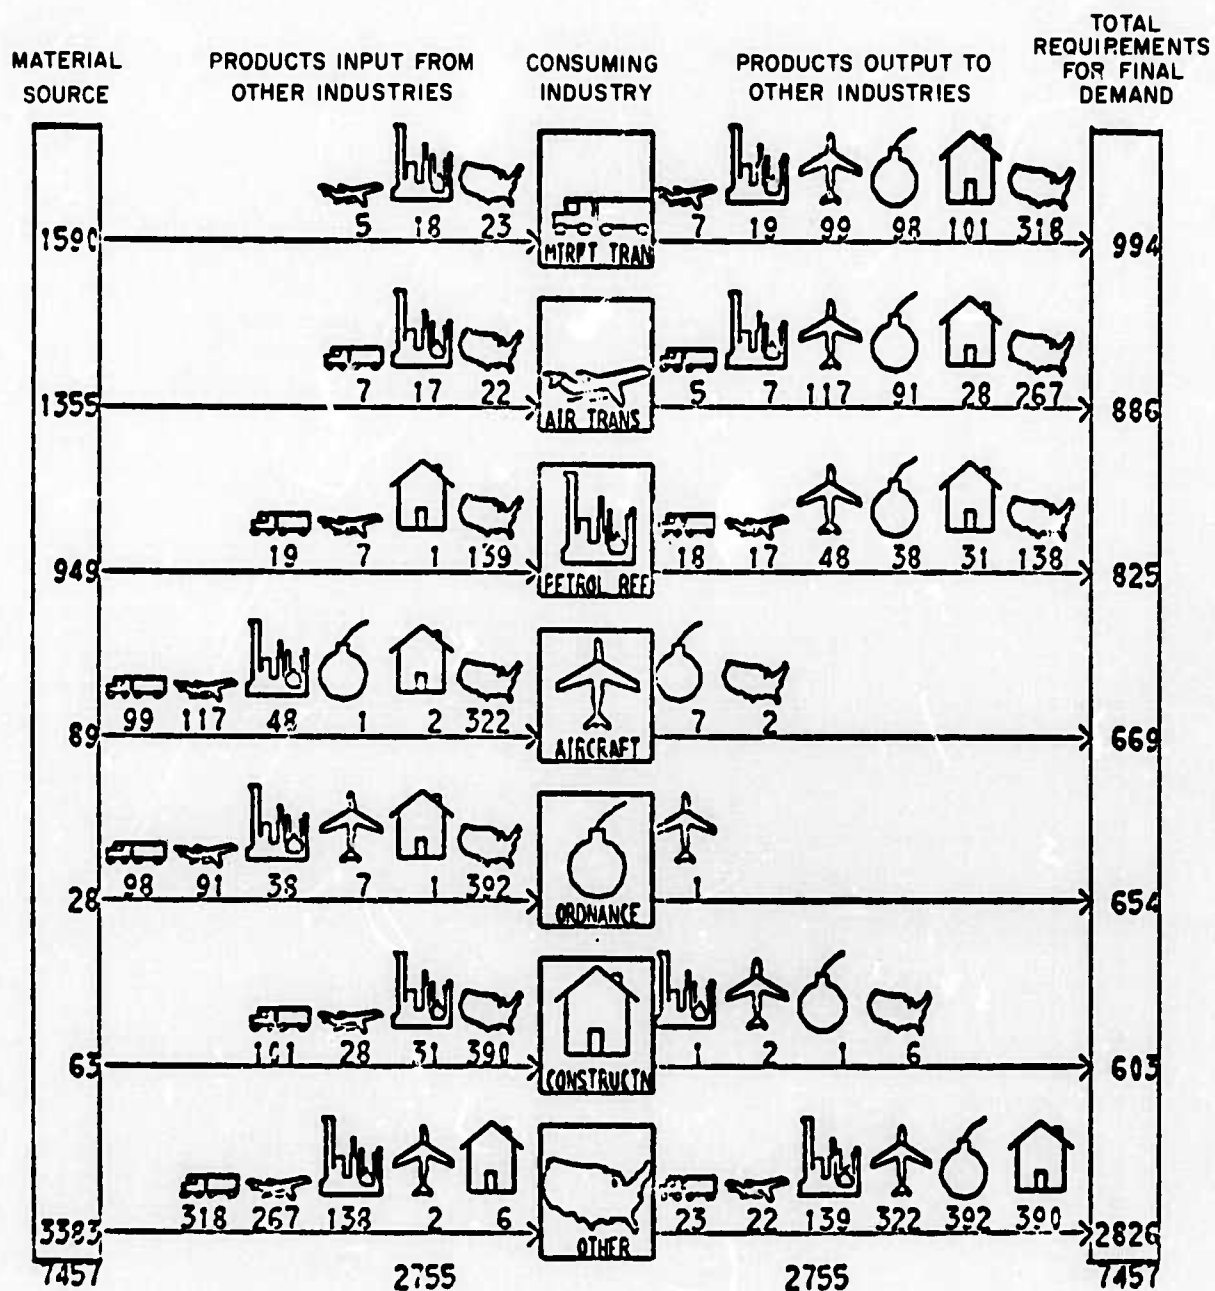 MATERIAL SOURCE
PRODUCTS INPUT FROM OTHER INDUSTRIES
CONSUMING INDUSTRY
PRODUCTS OUTPUT TO OTHER INDUSTRIES
TOTAL REQUIREMENTS FOR FINAL DEMAND
5 18 23 7 19 99 98 101 318
1590 MTRPT TRAN 994
7 17 22 5 7 117 91 28 267
1355 AIR TRANS 886
19 7 1 139 18 17 48 38 31 138
949 PETROL REFI 825
99 117 48 1 2 322 7 2
89 AIRCRAFT 669
98 91 38 7 1 392 1
28 ORDNANCE 654
101 28 31 390 1 2 1 6
63 CONSTRUCTN 603
318 267 138 2 6 23 22 139 322 392 390
3383 OTHER 2826
7457 2755 2755 7457